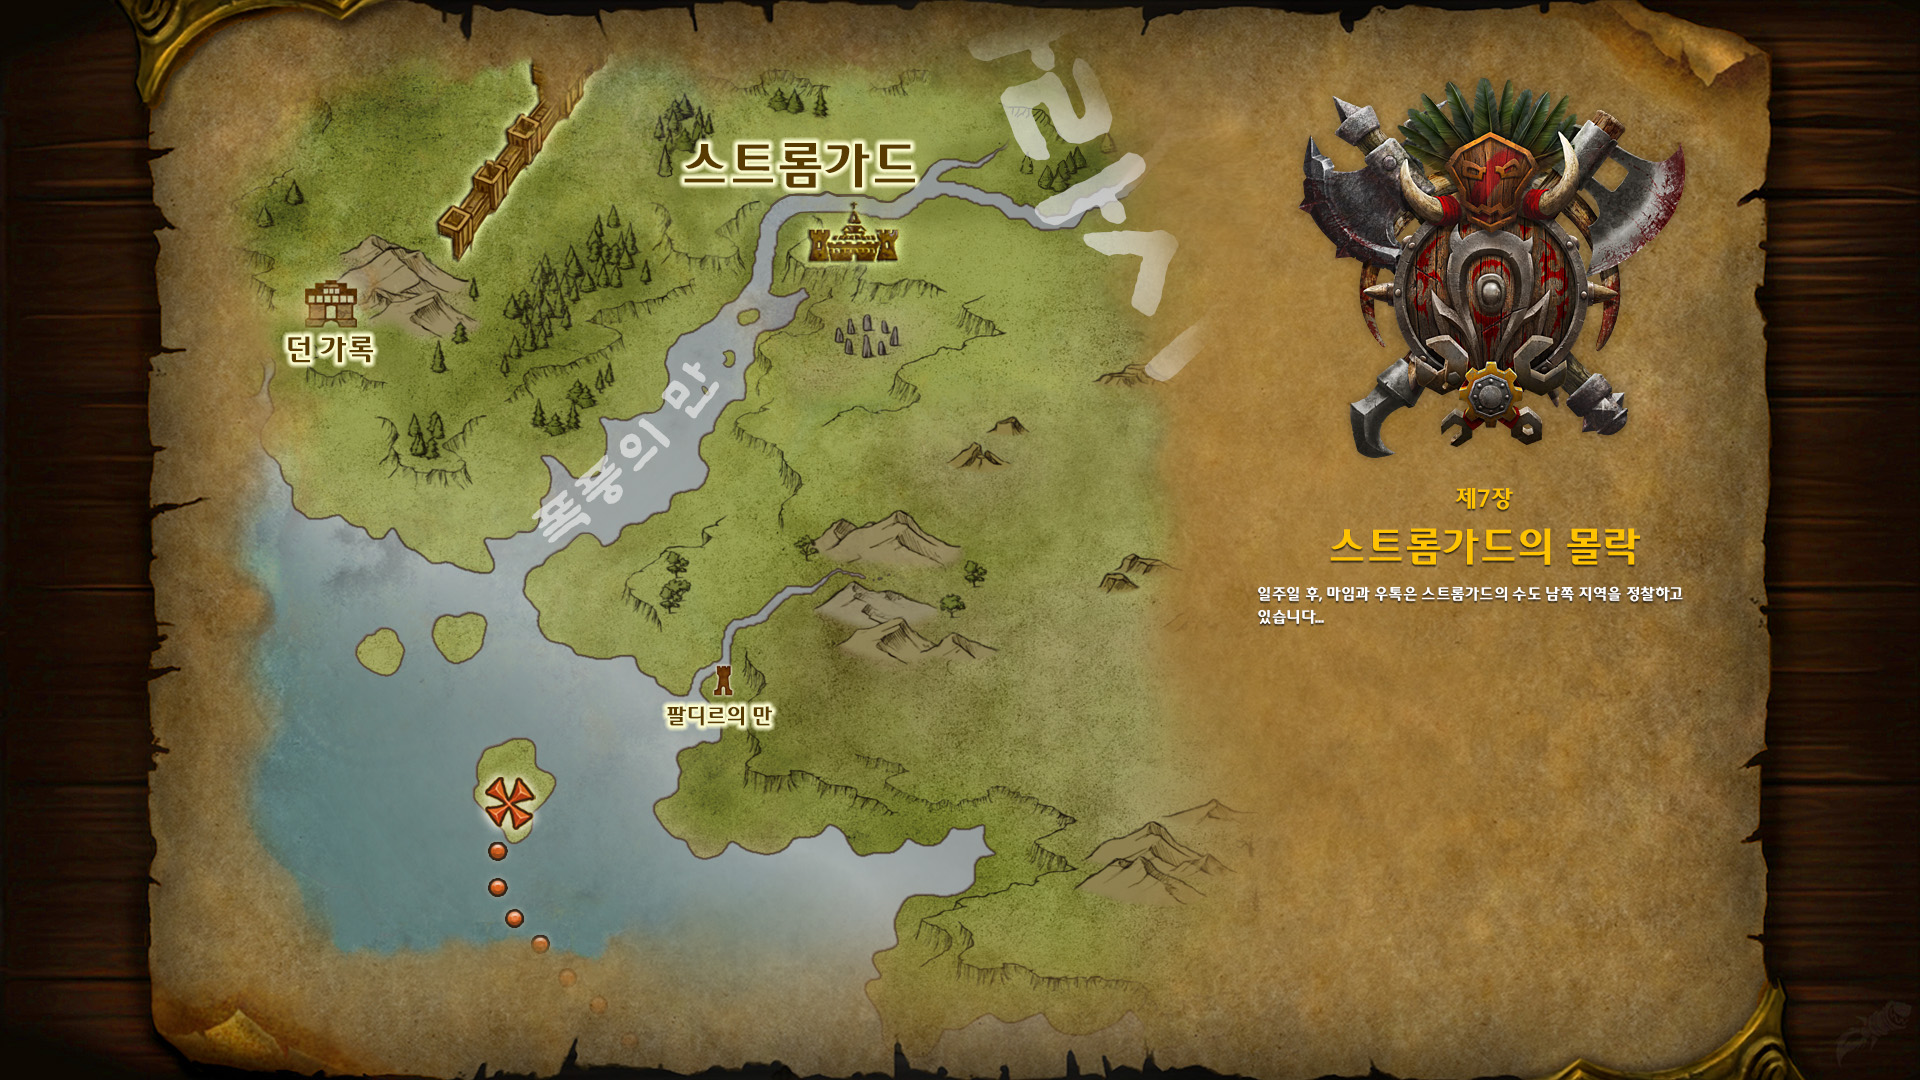 스트롬가드
던 가록
폭풍의 만
팔디르의 만
제7장
스트롬가드의 몰락
일주일 후, 마임과 우톡은 스트롬가드의 수도 남쪽 지역을 정찰하고
있습니다...